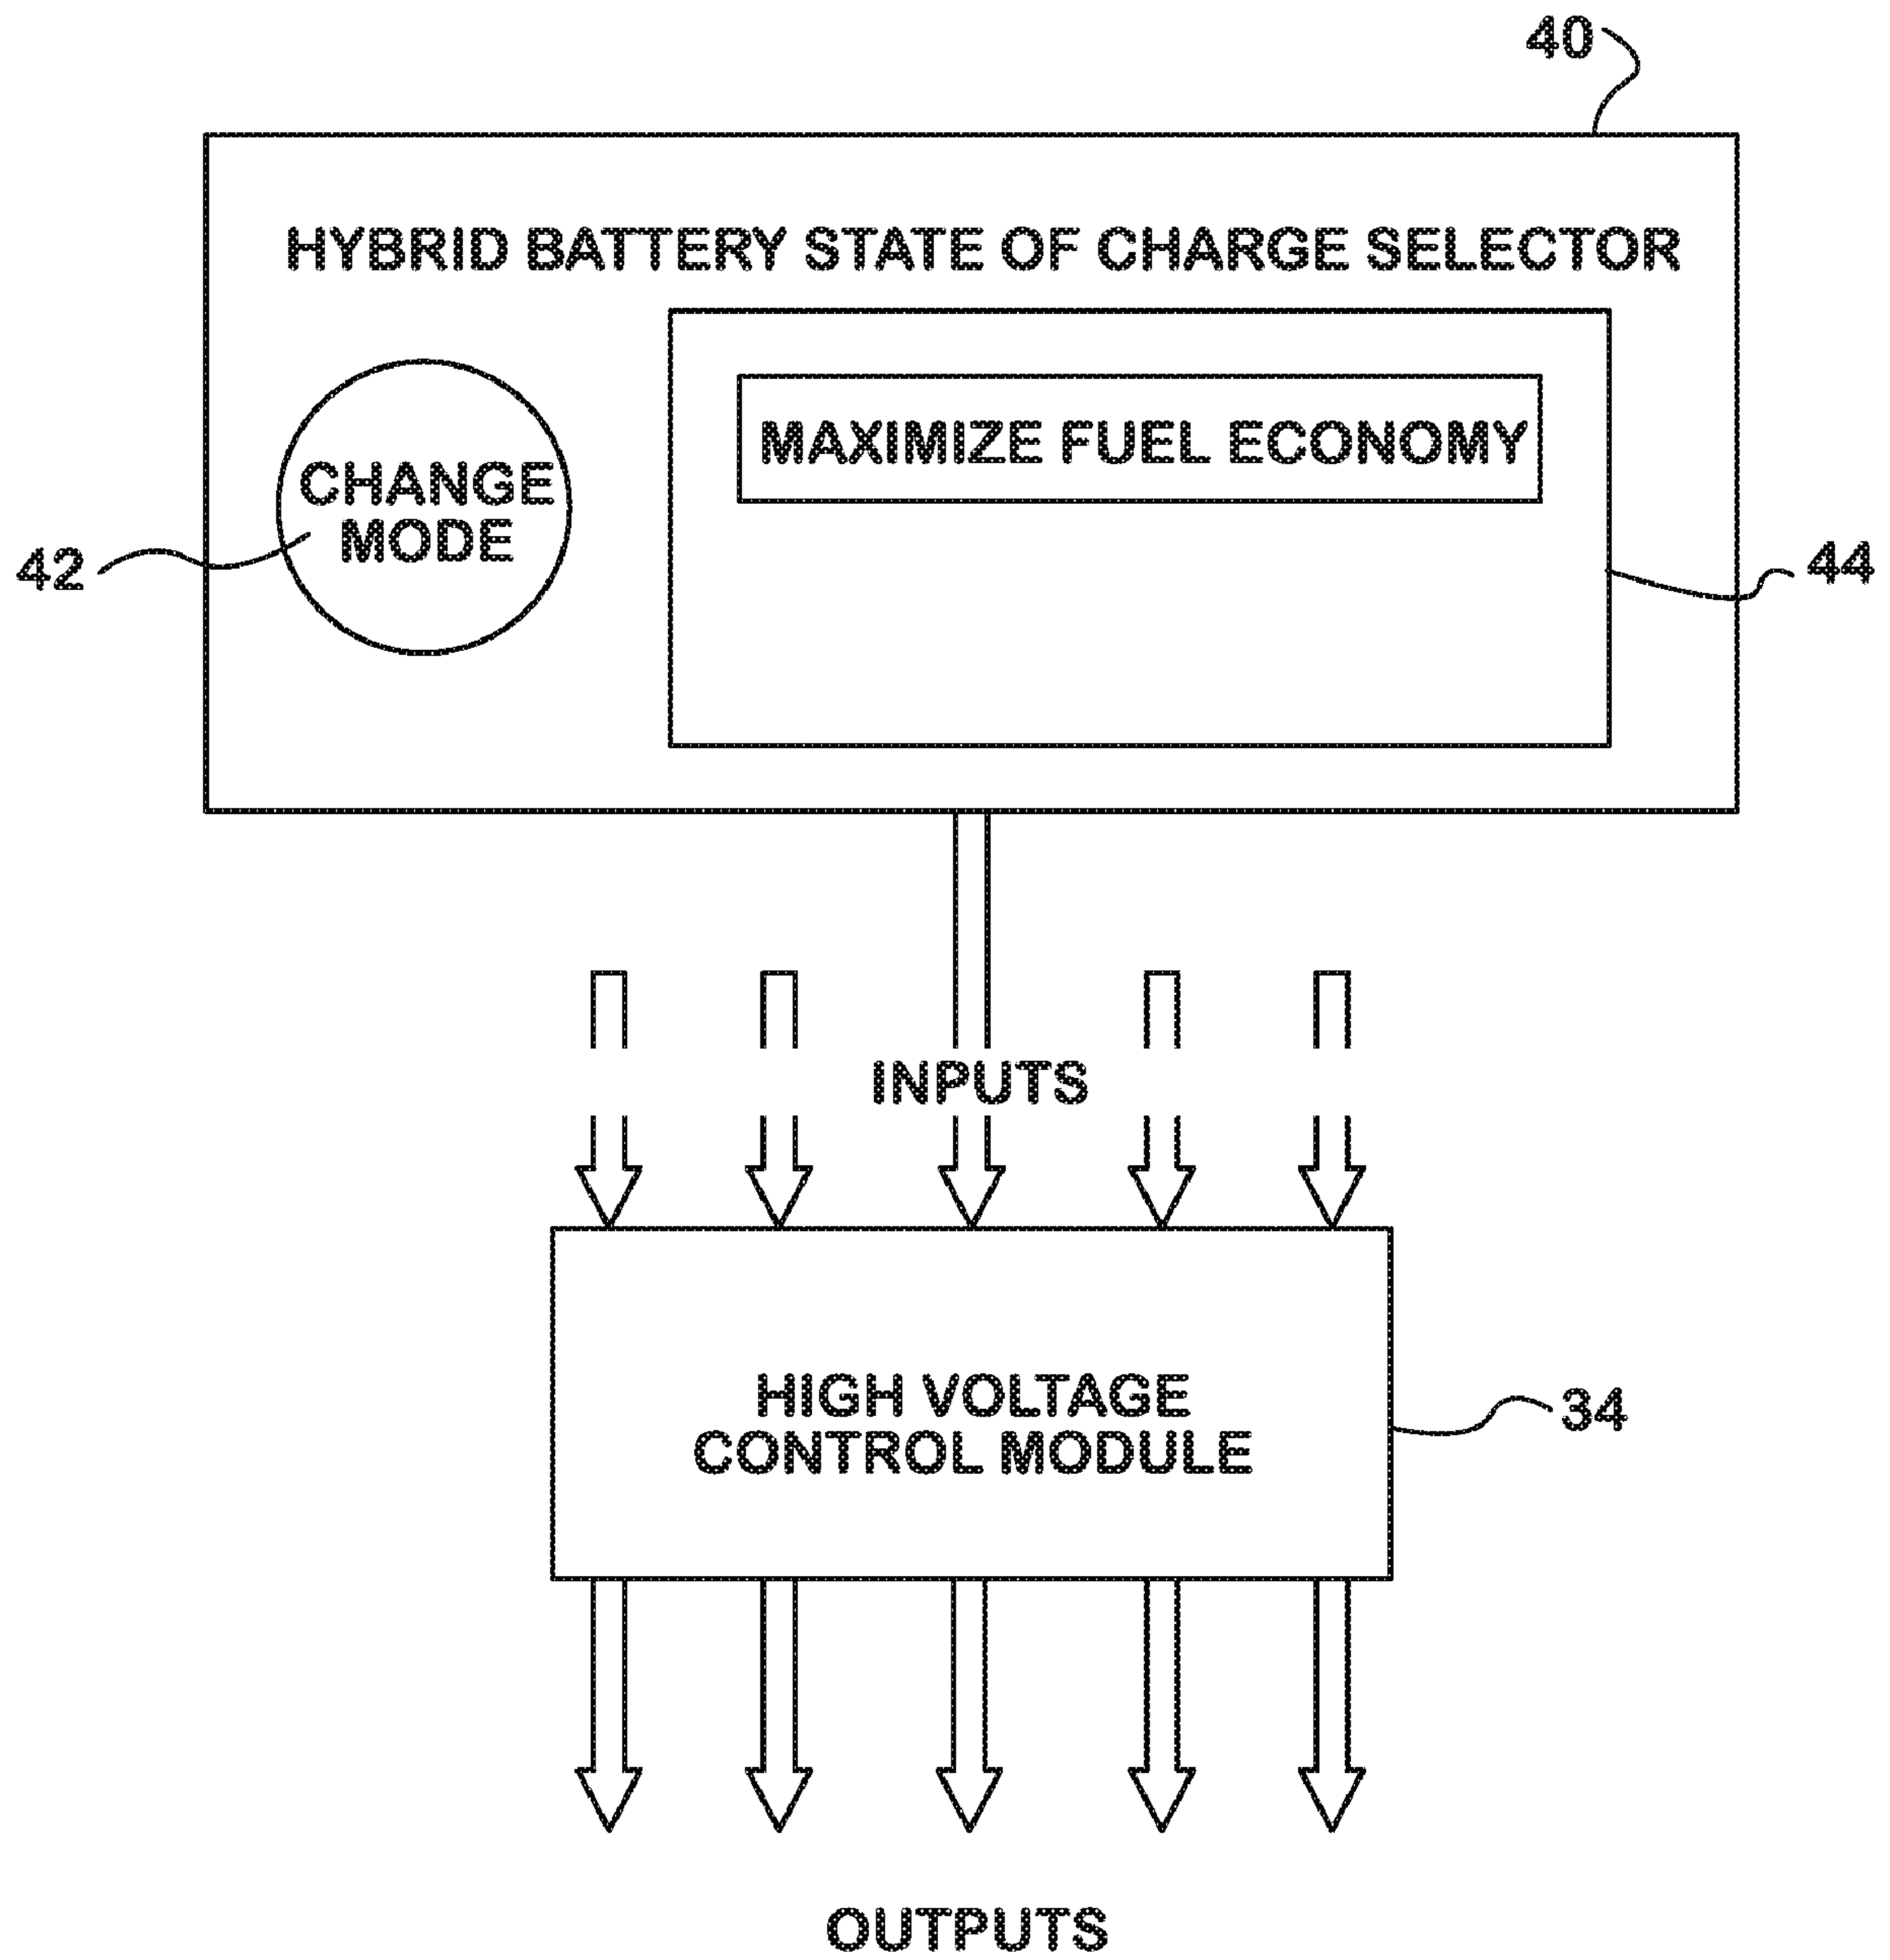 40
HYBRID BATTERY STATE OF CHARGE SELECTOR
MAXIMIZE FUEL ECONOMY
CHANGE
MODE
42
44
INPUTS
HIGH VOLTAGE
CONTROL MODULE
34
OUTPUTS